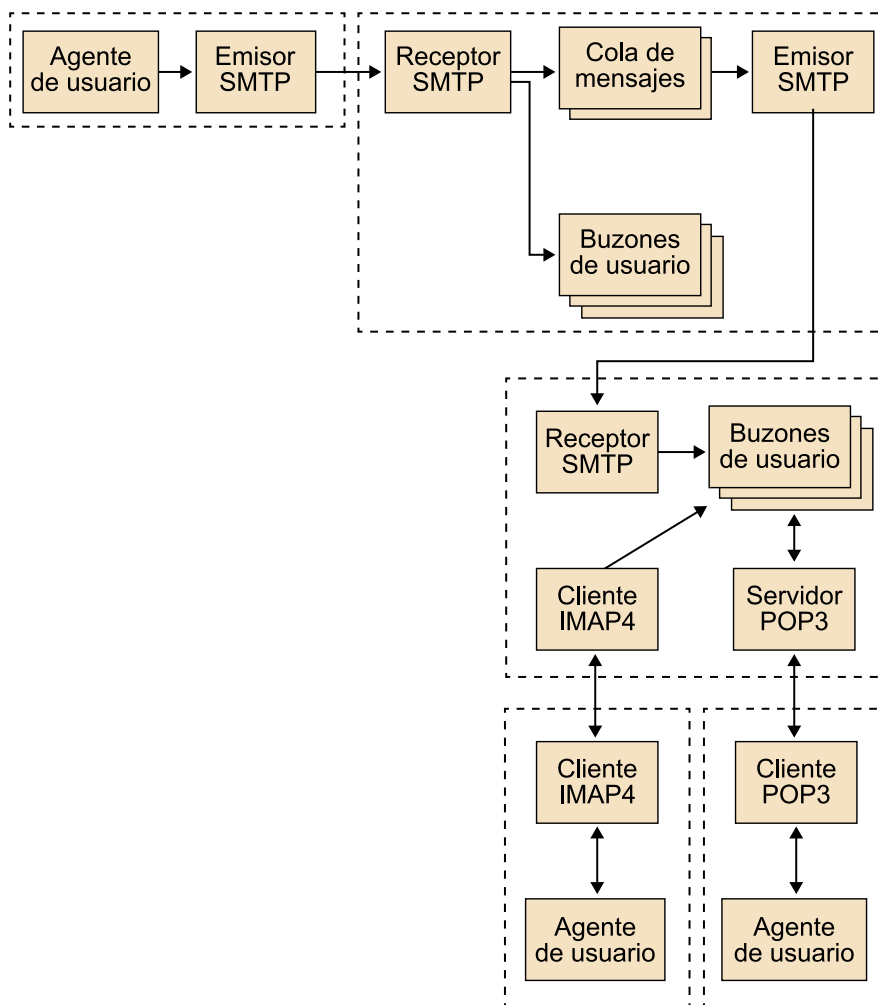 Agente
de usuario
Emisor
SMTP
Receptor
SMTP
Cola de
mensajes
Emisor
SMTP
Buzones
de usuario
Receptor
SMTP
Buzones
de usuario
Cliente
IMAP4
Servidor
POP3
Cliente
IMAP4
Cliente
POP3
Agente
de usuario
Agente
de usuario